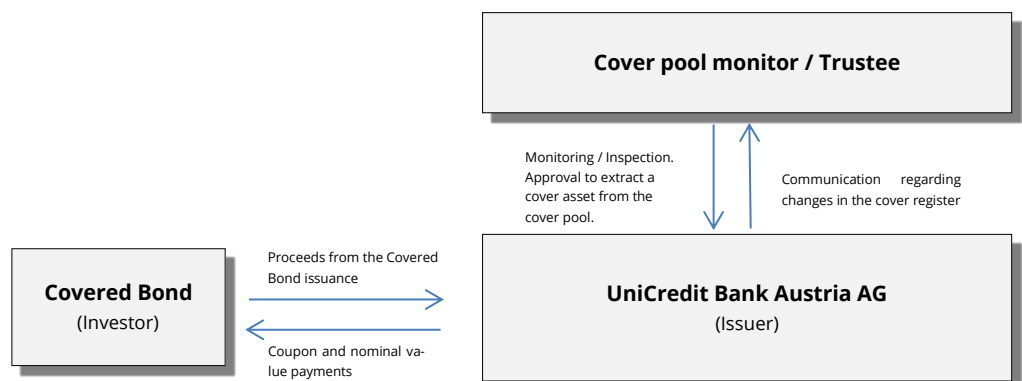 Cover pool monitor / Trustee
Monitoring / Inspection.
Approval to extract a
cover asset from the
cover pool.
Communication regarding
changes in the cover register
Proceeds from the Covered
Bond issuance
Covered Bond
(Investor)
UniCredit Bank Austria AG
(Issuer)
Coupon and nominal va-
lue payments